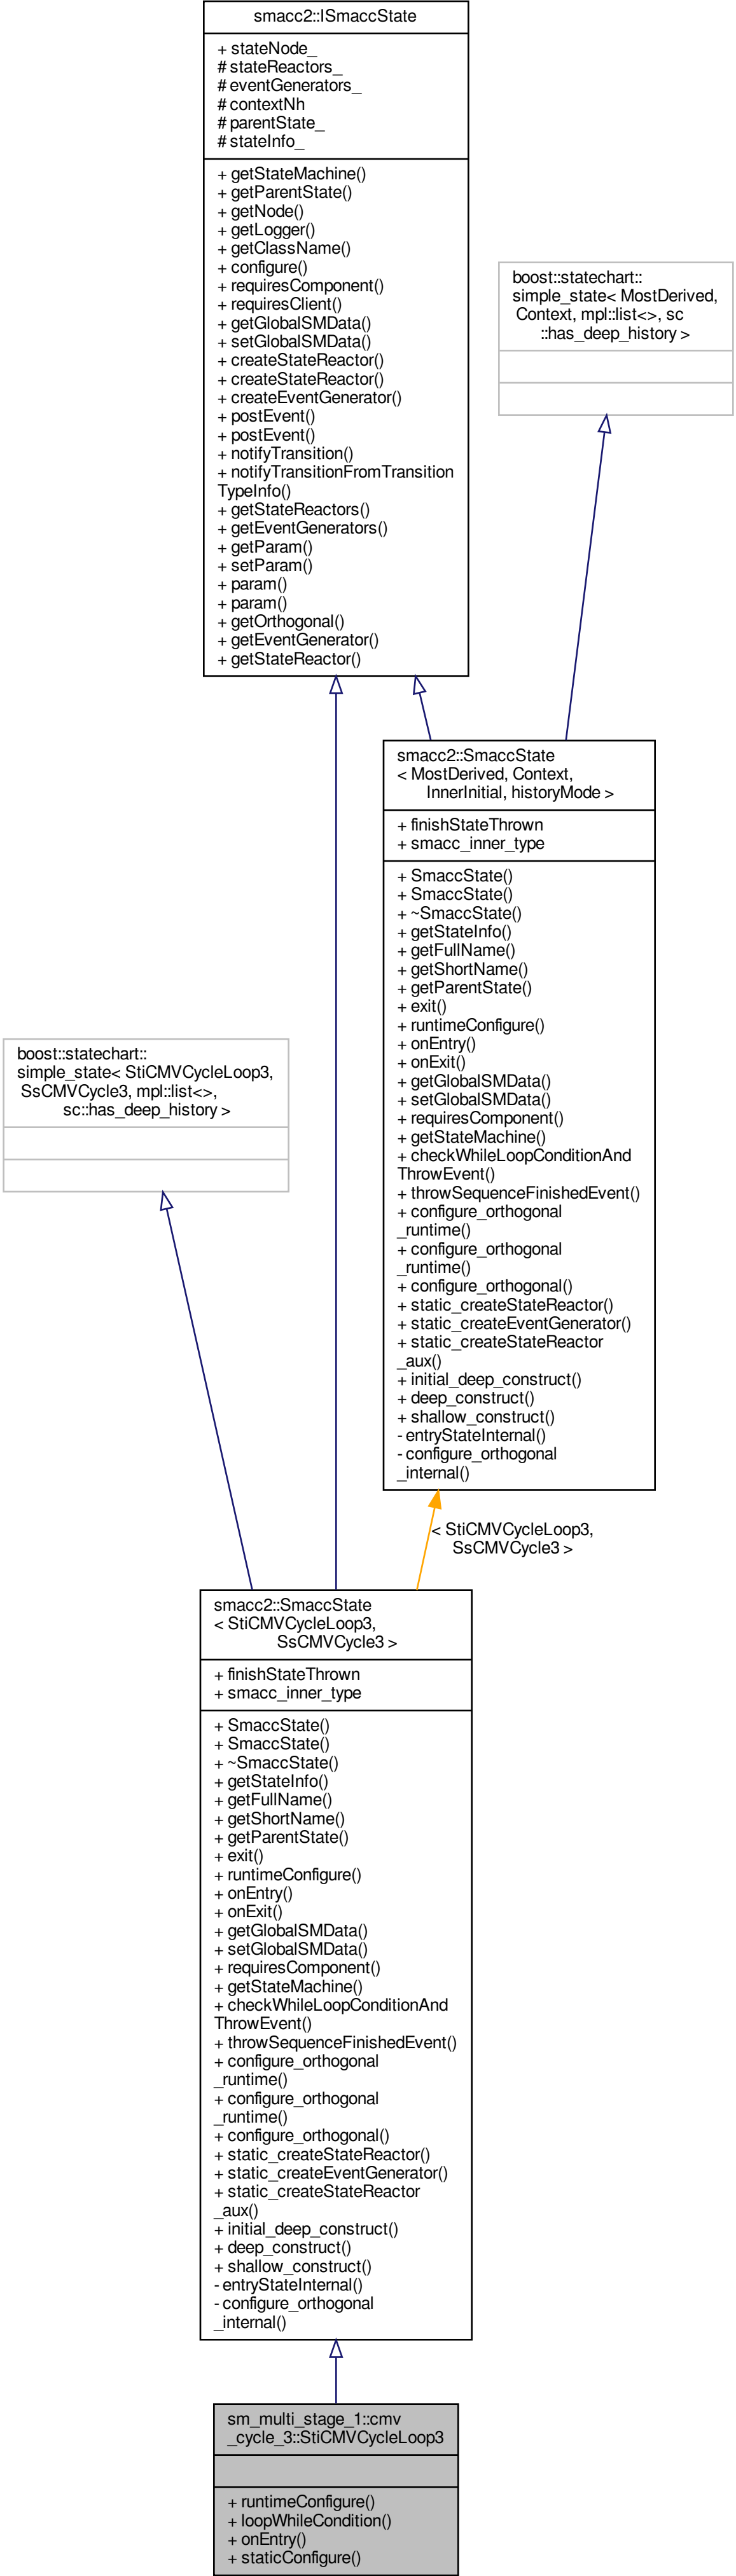 smacc2::ISmaccState
+ stateNode_
# stateReactors_
# eventGenerators_
# contextNh
# parentState_
# stateInfo_
+ getStateMachine()
+ getParentState()
+ getNode()
+ getLogger()
+ getClassName()
+ configure()
+ requiresComponent()
+ requiresClient()
+ getGlobalSMData()
+ setGlobalSMData()
+ createStateReactor()
+ createStateReactor()
+ createEventGenerator()
+ postEvent()
+ postEvent()
+ notifyTransition()
+ notifyTransitionFromTransition
TypeInfo()
+ getStateReactors()
+ getEventGenerators()
+ getParam()
+ setParam()
+ param()
+ param()
+ getOrthogonal()
+ getEventGenerator()
+ getStateReactor()
boost::statechart::
simple_state< MostDerived,
Context, mpl::list<>, sc
::has_deep_history >
smacc2::SmaccState
< MostDerived, Context,
InnerInitial, historyMode >
+ finishStateThrown
+ smacc_inner_type
+ SmaccState()
+ SmaccState()
+ ~SmaccState()
+ getStateInfo()
+ getFullName()
+ getShortName()
+ getParentState()
+ exit()
+ runtimeConfigure()
+ onEntry()
+ onExit()
+ getGlobalSMData()
+ setGlobalSMData()
+ requiresComponent()
+ getStateMachine()
+ checkWhileLoopConditionAnd
ThrowEvent()
+ throwSequenceFinishedEvent()
+ configure_orthogonal
_runtime()
+ configure_orthogonal
_runtime()
+ configure_orthogonal()
+ static_createStateReactor()
+ static_createEventGenerator()
+ static_createStateReactor
_aux()
+ initial_deep_construct()
+ deep_construct()
+ shallow_construct()
- entryStateInternal()
- configure_orthogonal
_internal()
boost::statechart::
simple_state< StiCMVCycleLoop3,
SsCMVCycle3, mpl::list<>,
sc::has_deep_history >
< StiCMVCycleLoop3,
SsCMVCycle3 >
smacc2::SmaccState
< StiCMVCycleLoop3,
SsCMVCycle3 >
+ finishStateThrown
+ smacc_inner_type
+ SmaccState()
+ SmaccState()
+ ~SmaccState()
+ getStateInfo()
+ getFullName()
+ getShortName()
+ getParentState()
+ exit()
+ runtimeConfigure()
+ onEntry()
+ onExit()
+ getGlobalSMData()
+ setGlobalSMData()
+ requiresComponent()
+ getStateMachine()
+ checkWhileLoopConditionAnd
ThrowEvent()
+ throwSequenceFinishedEvent()
+ configure_orthogonal
_runtime()
+ configure_orthogonal
_runtime()
+ configure_orthogonal()
+ static_createStateReactor()
+ static_createEventGenerator()
+ static_createStateReactor
_aux()
+ initial_deep_construct()
+ deep_construct()
+ shallow_construct()
- entryStateInternal()
- configure_orthogonal
_internal()
sm_multi_stage_1::cmv
_cycle_3::StiCMVCycleLoop3
+ runtimeConfigure()
+ loopWhileCondition()
+ onEntry()
+ staticConfigure()